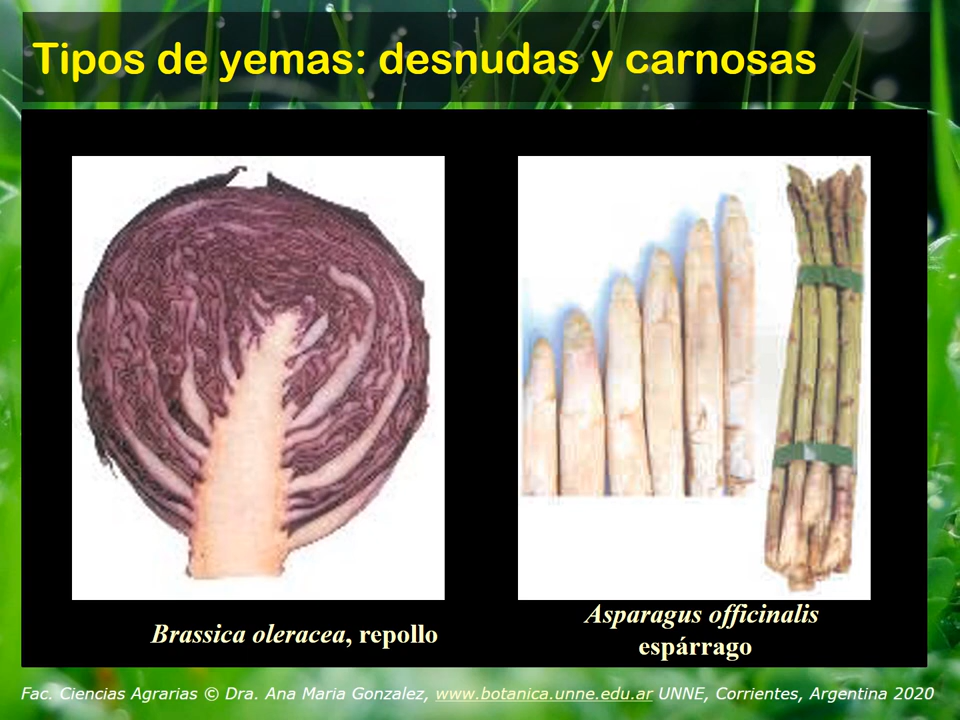 Tipos de yemas: desnudas y carnosas
Brassica oleracea, repollo
Asparagus officinalis
espárrago
Fac. Ciencias Agrarias © Dra. Ana Maria Gonzalez, www.botanica.unne.edu.ar UNNE, Corrientes, Argentina 2020